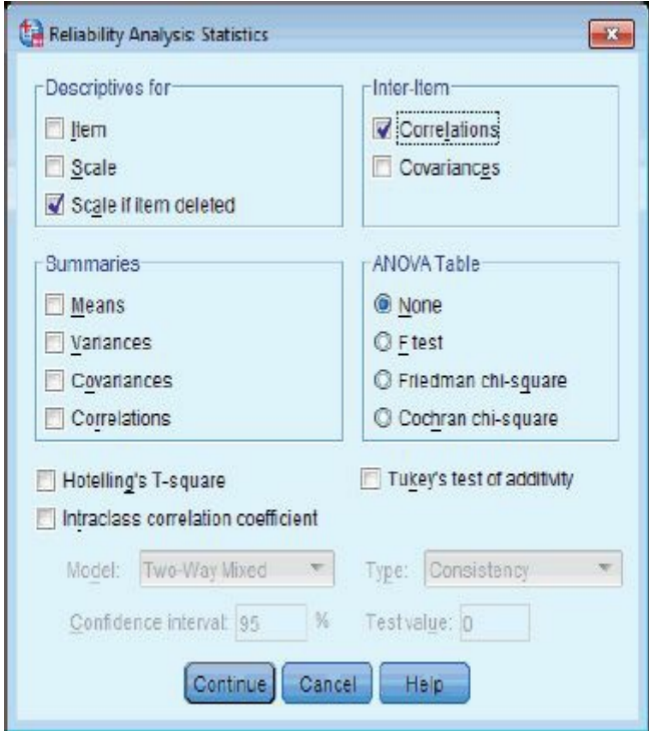 Reliability Analysis: Statistics
Descriptives for
Item
Scale
Scale if item deleted
Inter-Item
Correlations
Covariances
Summaries
Means
Variances
Covariances
Correlations
ANOVA Table
None
F test
Friedman chi-square
Cochran chi-square
Hotelling's T-square
Tukey's test of additivity
Intraclass correlation coefficient
Model: Two-Way Mixed
Type: Consistency
Confidence interval: 95 %
Test value: 0
Continue
Cancel
Help